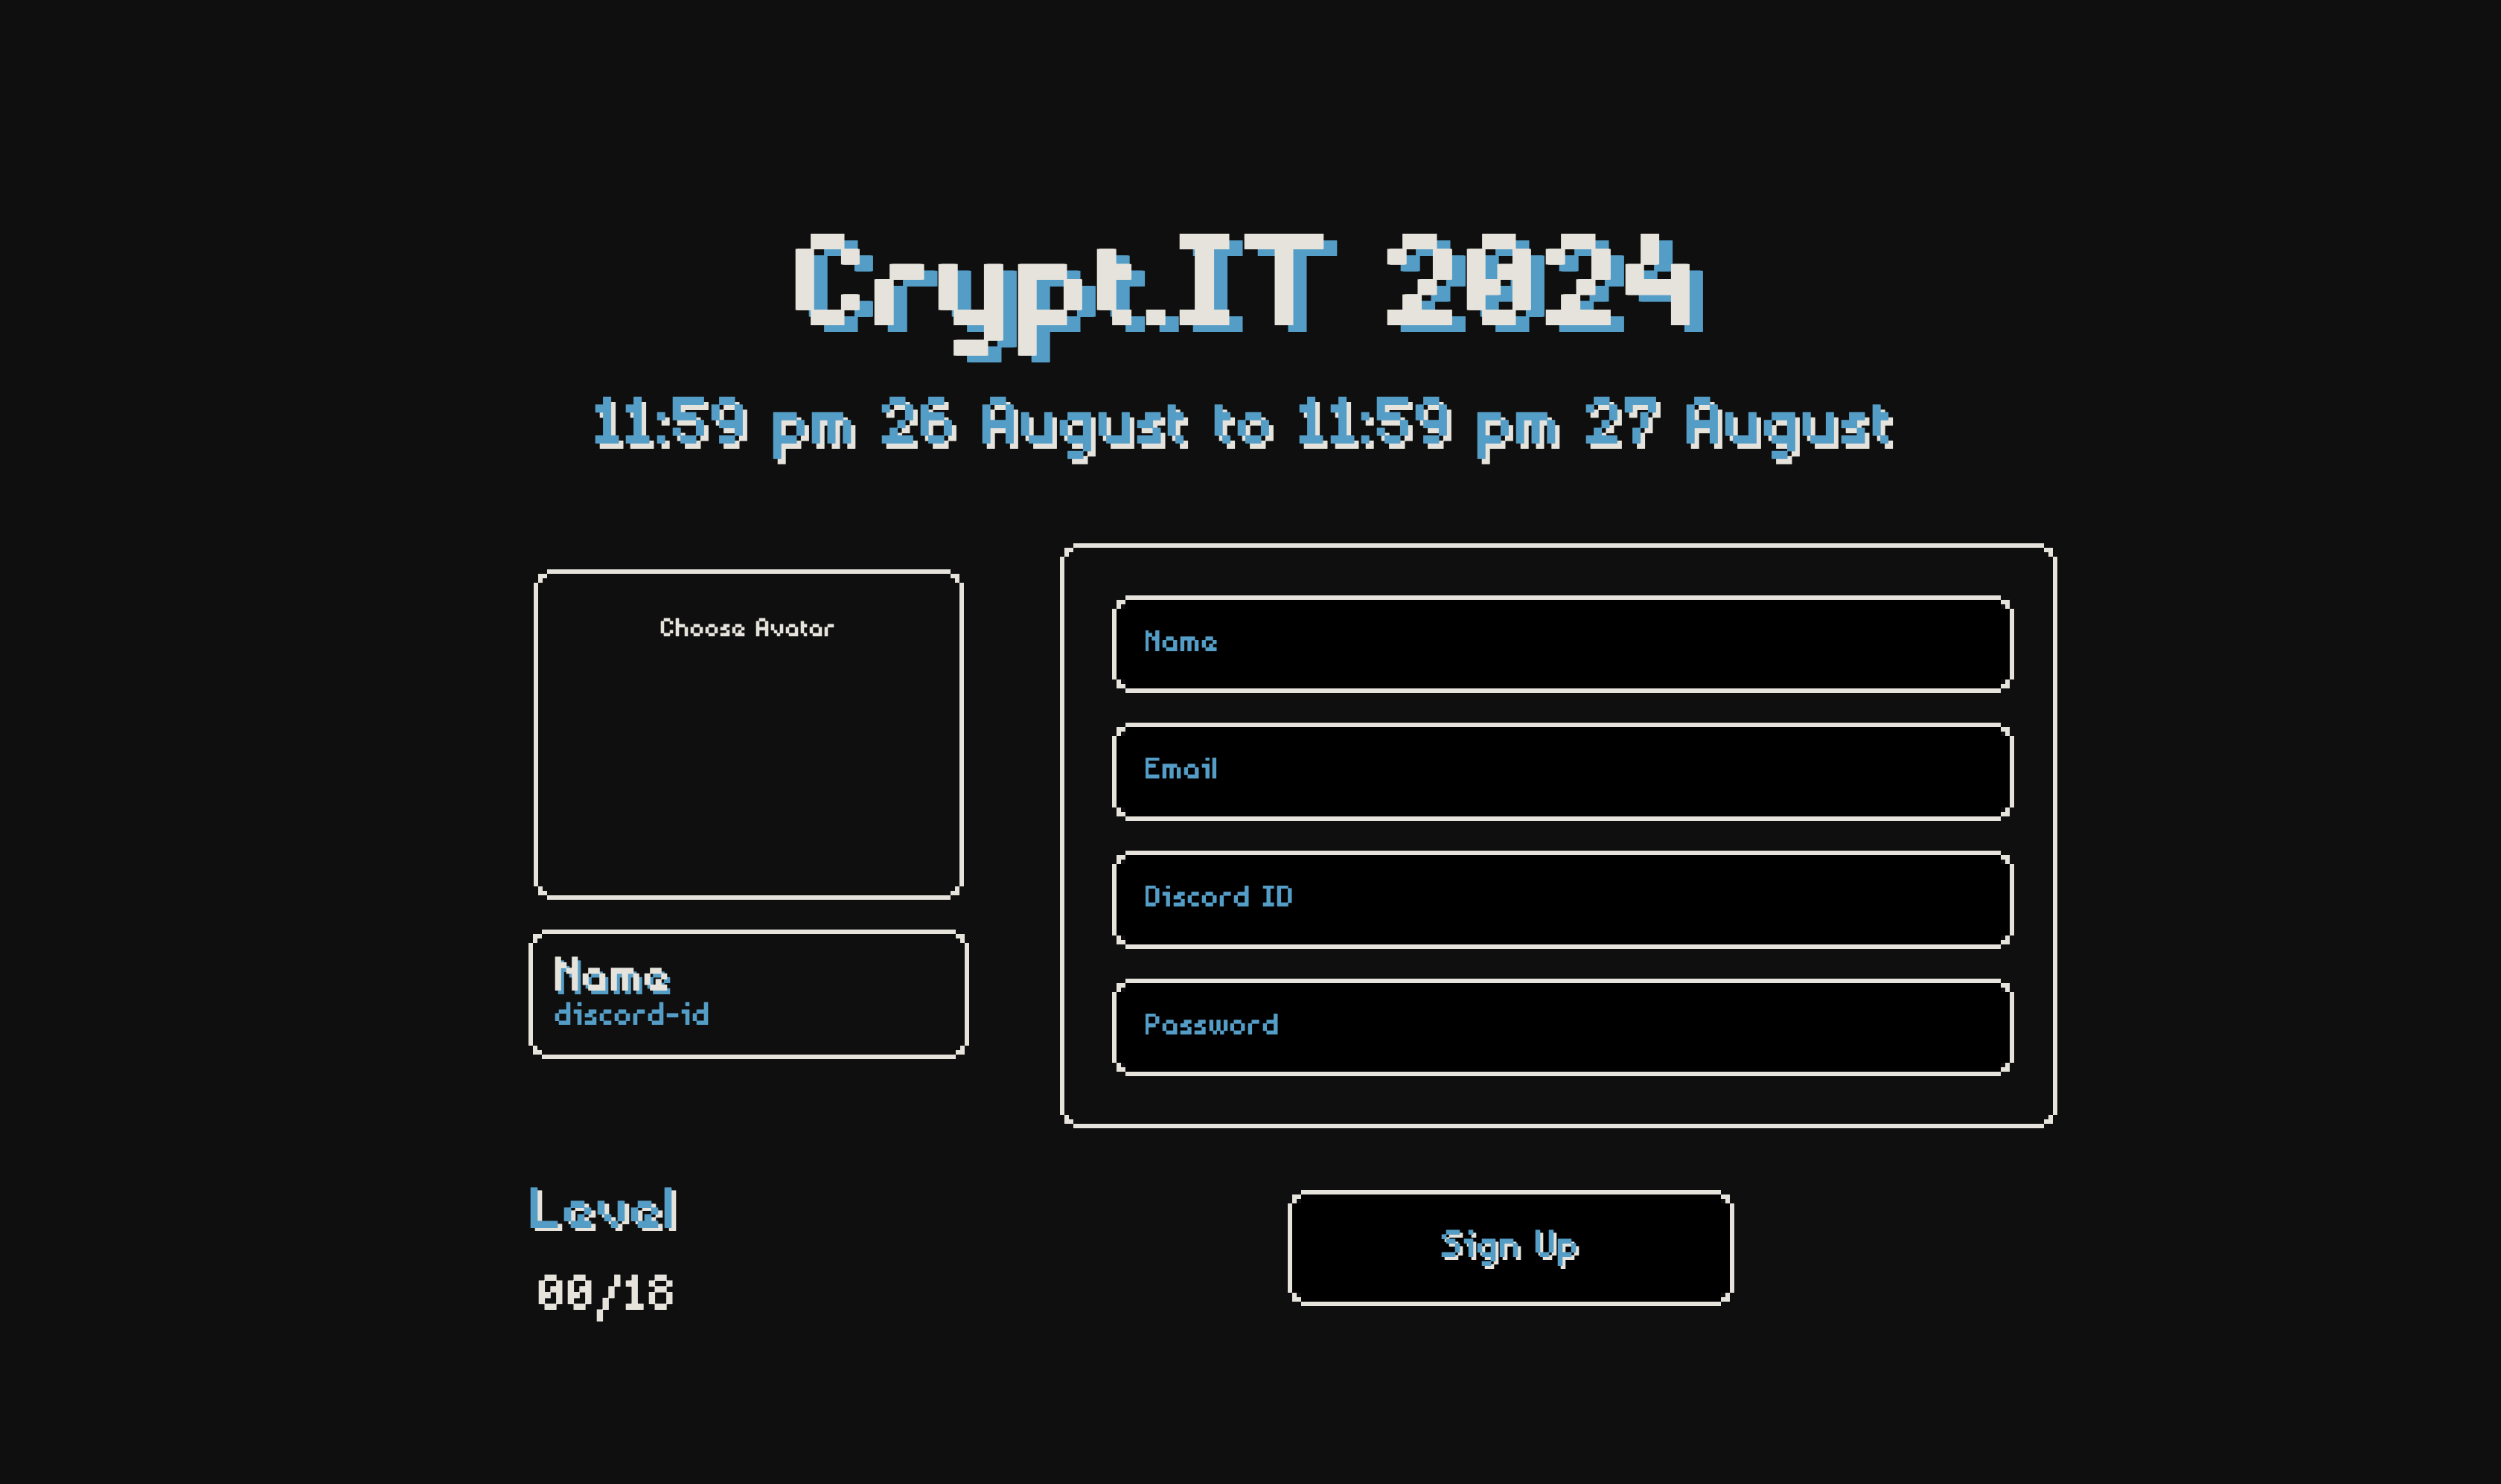 Crypt.IT 2024
11:59 pm 26 August to 11:59 pm 27 August
Choose Avatar
Name
discord-id
Level
00/18
Name
Email
Discord ID
Password
Sign Up